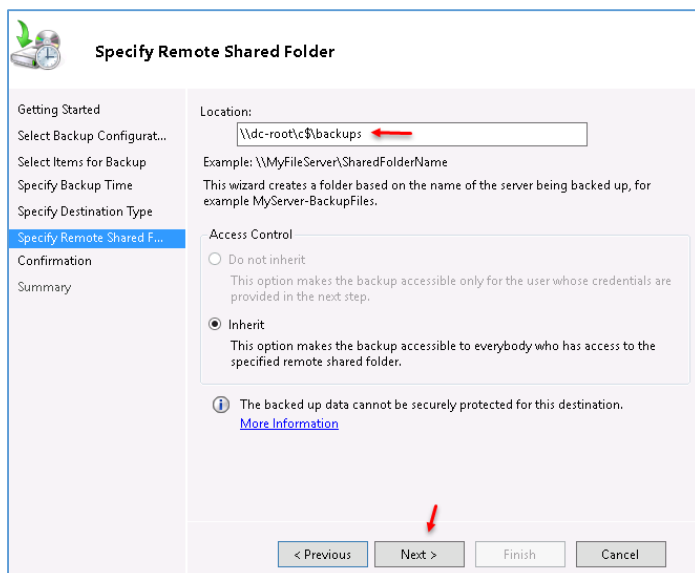 Specify Remote Shared Folder
Getting Started
Select Backup Configurat...
Select Items for Backup
Specify Backup Time
Specify Destination Type
Specify Remote Shared F...
Confirmation
Summary
Location:
\\dc-root\c$\backups
Example: \\MyFileServer\SharedFolderName
This wizard creates a folder based on the name of the server being backed up, for
example MyServer-BackupFiles.
Access Control
Do not inherit
This option makes the backup accessible only for the user whose credentials are
provided in the next step.
Inherit
This option makes the backup accessible to everybody who has access to the
specified remote shared folder.
The backed up data cannot be securely protected for this destination.
More Information
< Previous
Next >
Finish
Cancel